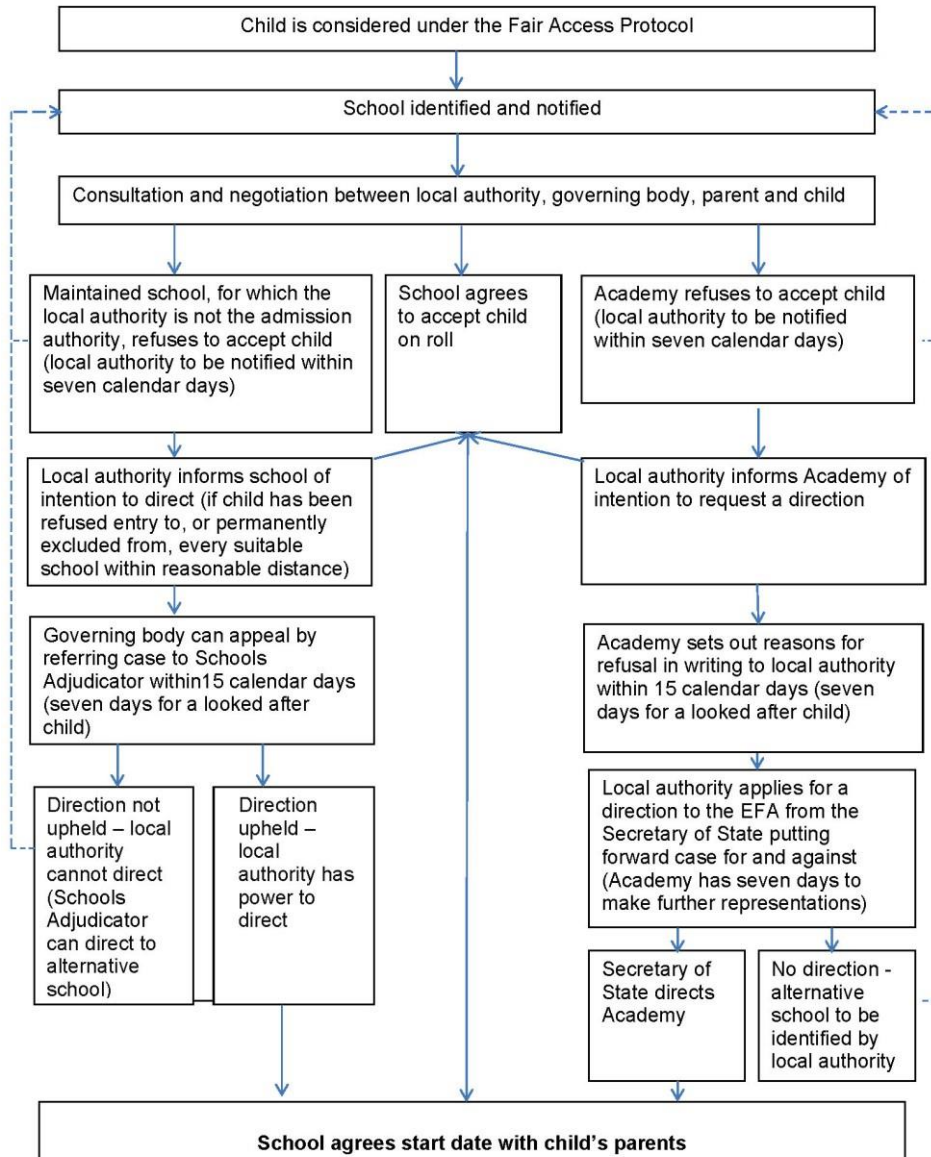 Child is considered under the Fair Access Protocol
School identified and notified
Consultation and negotiation between local authority, governing body, parent and child
Maintained school, for which the
local authority is not the admission
authority, refuses to accept child
(local authority to be notified within
seven calendar days)
School agrees
to accept child
on roll
Academy refuses to accept child
(local authority to be notified
within seven calendar days)
Local authority informs school of
intention to direct (if child has been
refused entry to, or permanently
excluded from, every suitable
school within reasonable distance)
Local authority informs Academy of
intention to request a direction
Governing body can appeal by
referring case to Schools
Adjudicator within15 calendar days
(seven days for a looked after
child)
Academy sets out reasons for
refusal in writing to local authority
within 15 calendar days (seven
days for a looked after child)
Direction not
upheld – local
authority
cannot direct
(Schools
Adjudicator
can direct to
alternative
school)
Direction
upheld –
local
authority has
power to
direct
Local authority applies for a
direction to the EFA from the
Secretary of State putting
forward case for and against
(Academy has seven days to
make further representations)
Secretary of
State directs
Academy
No direction -
alternative
school to be
identified by
local authority
School agrees start date with child's parents